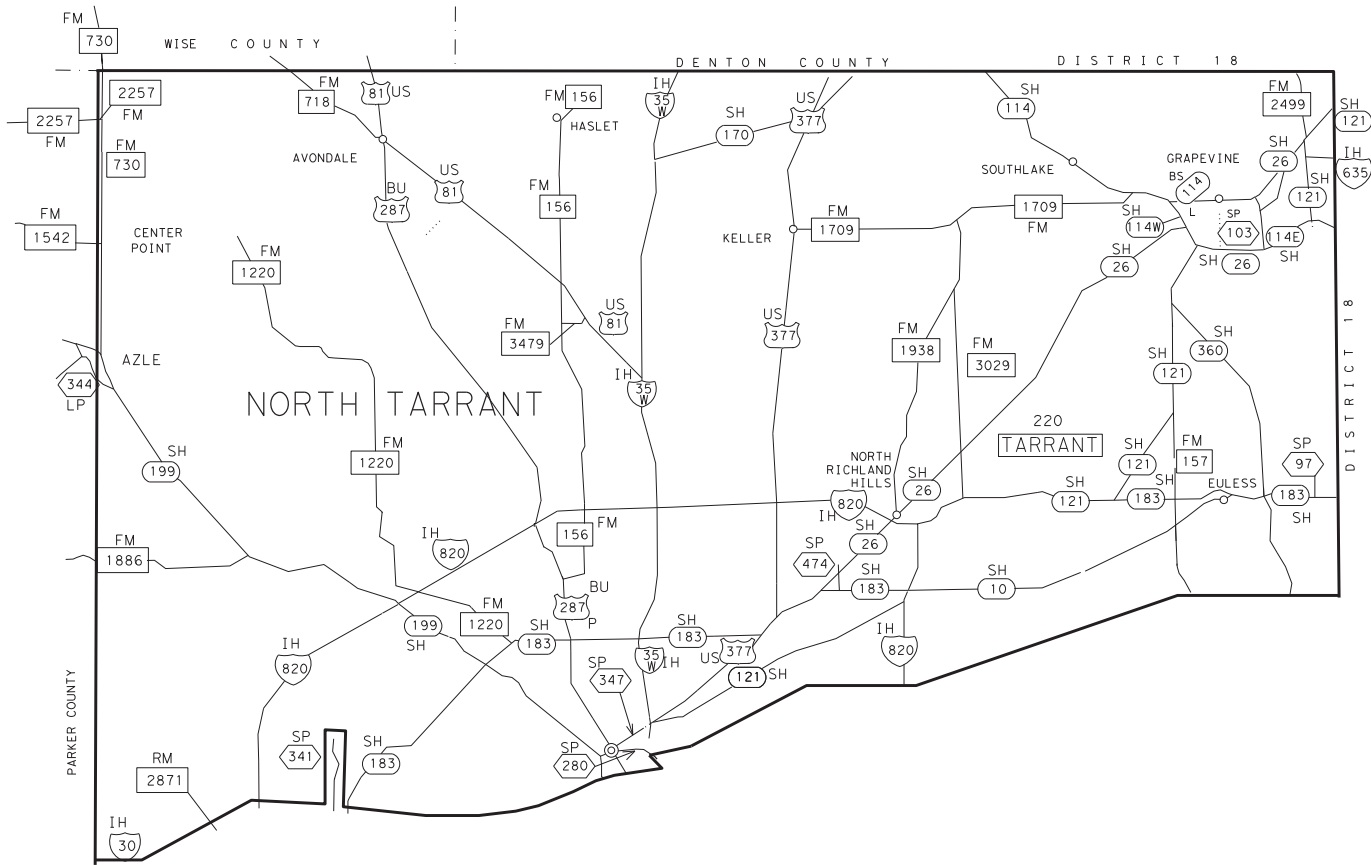 FM
730
WISE COUNTY
DENTON COUNTY
DISTRICT 18
2257
FM
2257
FM
FM
730
FM
718
81
US
FM
156
HASLET
IH
35
W
SH
170
US
377
SH
114
FM
2499
SH
121
IH
635
AVONDALE
US
81
BU
287
FM
156
SOUTHLAKE
GRAPEVINE
SH
26
BS
114
SH
121
FM
1542
CENTER
POINT
FM
1220
KELLER
FM
1709
1709
FM
SH
114W
L
SP
103
114E
SH
SH
26
SH
26
FM
3479
US
81
US
377
FM
1938
FM
3029
SH
360
DISTRICT 18
AZLE
344
LP
NORTH TARRANT
IH
35
W
SH
121
220
TARRANT
SH
199
FM
1220
NORTH
RICHLAND
HILLS
SH
26
SH
121
FM
157
SP
97
EULESS
SH
121
SH
183
183
SH
820
IH
FM
1886
IH
820
156
FM
SH
26
SP
474
SH
183
SH
10
BU
287
P
FM
1220
199
SH
SH
183
SH
183
US
377
IH
820
IH
820
35
W
IH
121
SH
SP
347
PARKER COUNTY
RM
2871
SP
341
SH
183
SP
280
IH
30